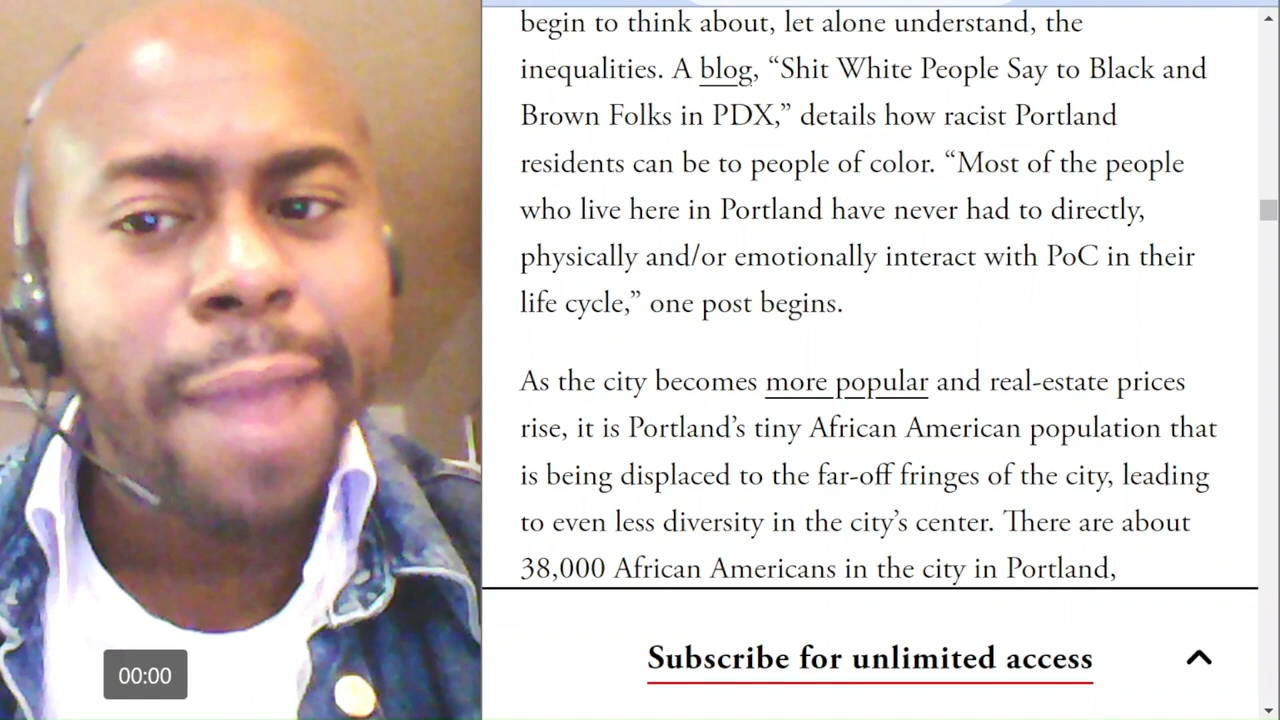 begin to think about, let alone understand, the
inequalities. A blog, “Shit White People Say to Black and
Brown Folks in PDX,” details how racist Portland
residents can be to people of color. “Most of the people
who live here in Portland have never had to directly,
physically and/or emotionally interact with PoC in their
life cycle,” one post begins.
As the city becomes more popular and real-estate prices
rise, it is Portland’s tiny African American population that
is being displaced to the far-off fringes of the city, leading
to even less diversity in the city’s center. There are about
38,000 African Americans in the city in Portland,
Subscribe for unlimited access
00:00